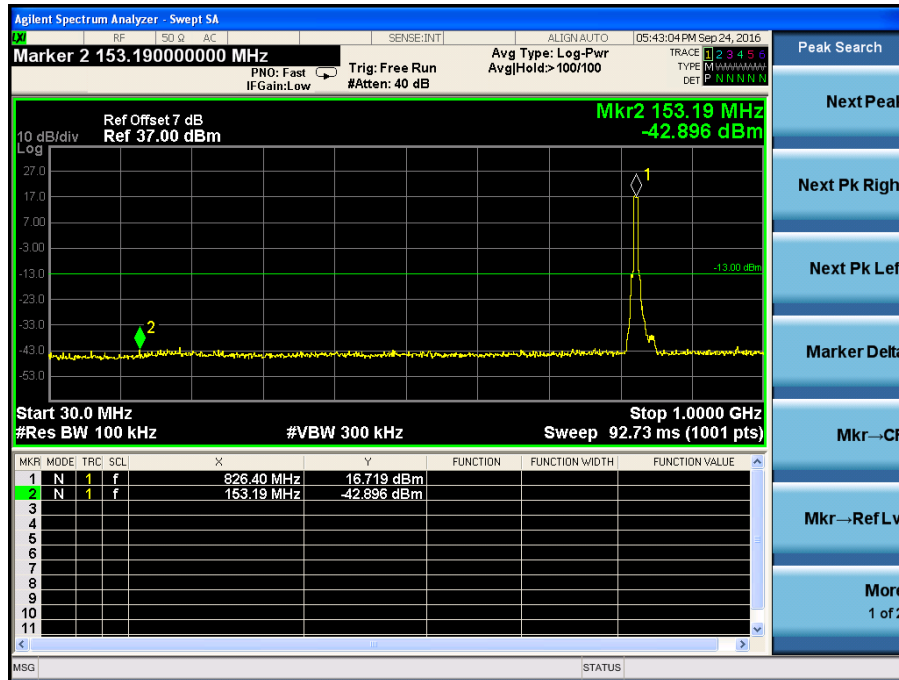 Agilent Spectrum Analyzer - Swept SA
LXI RF 50 Ω AC SENSE:INT ALIGN AUTO 05:43:04 PM Sep 24, 2016
Marker 2 153.190000000 MHz
PNO: Fast
IFGain:Low
Trig: Free Run
#Atten: 40 dB
Avg Type: Log-Pwr
Avg|Hold:>100/100
TRACE 1 2 3 4 5 6
TYPE M W W W W W
DET P N N N N N
Peak Search
Next Peak
Next Pk Righ
Next Pk Lef
Marker Delta
Mkr→CF
Mkr→Ref Lv
More
1 of 2
Mkr2 153.19 MHz
-42.896 dBm
Ref Offset 7 dB
10 dB/div Ref 37.00 dBm
Log
27.0
17.0
7.00
-3.00
-13.0
-23.0
-33.0
-43.0
-53.0
1
2
-13.00 dBm
Start 30.0 MHz Stop 1.0000 GHz
#Res BW 100 kHz #VBW 300 kHz Sweep 92.73 ms (1001 pts)
MKR MODE TRC SCL X Y FUNCTION FUNCTION WIDTH FUNCTION VALUE
1 N 1 f 826.40 MHz 16.719 dBm
2 N 1 f 153.19 MHz -42.896 dBm
3
4
5
6
7
8
9
10
11
MSG STATUS